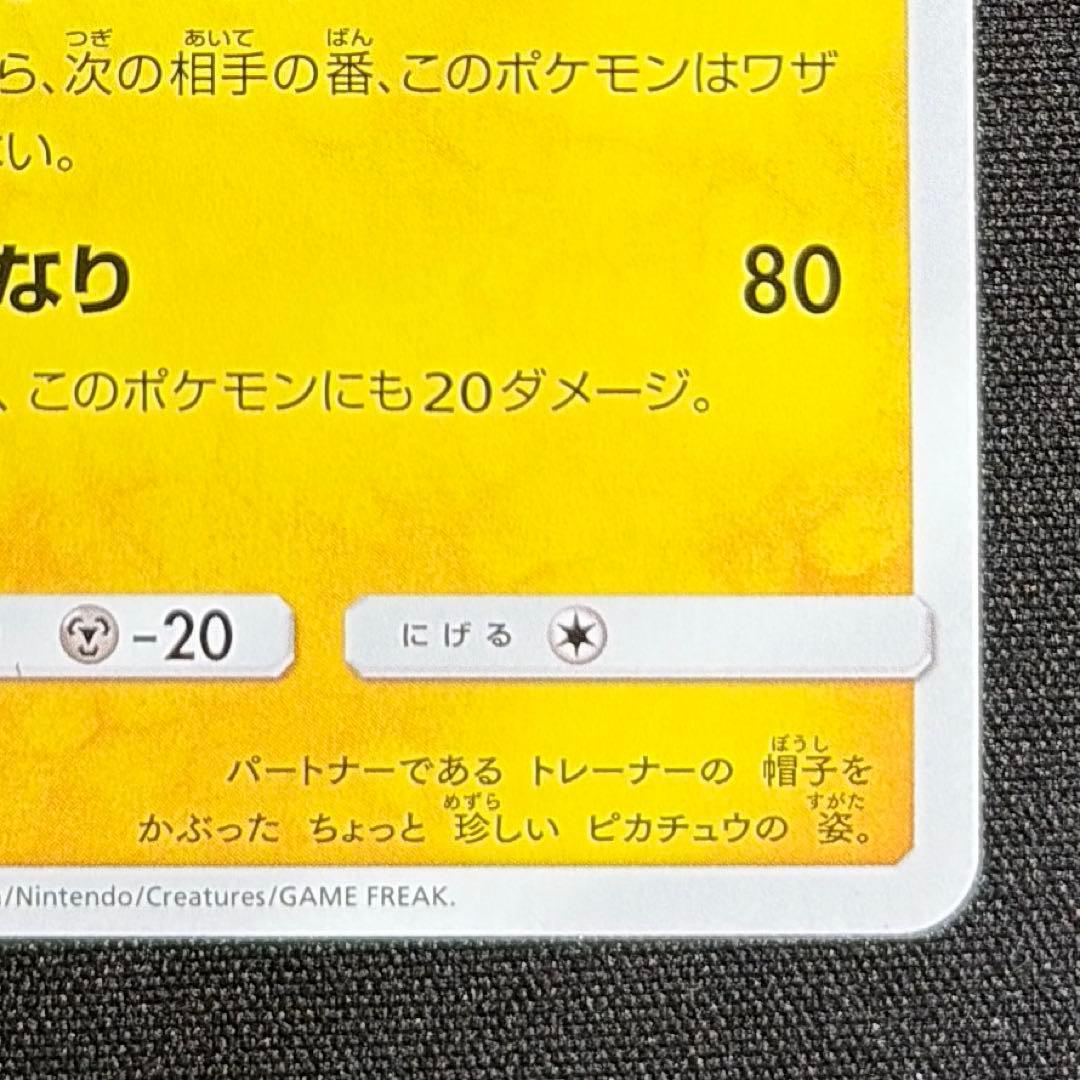 ら、次の相手の番、このポケモンはワザ
い。
なり 80
、このポケモンにも20ダメージ。
-20 にげる
パートナーである トレーナーの 帽子を
かぶった ちょっと 珍しい ピカチュウの 姿。
/Nintendo/Creatures/GAME FREAK.